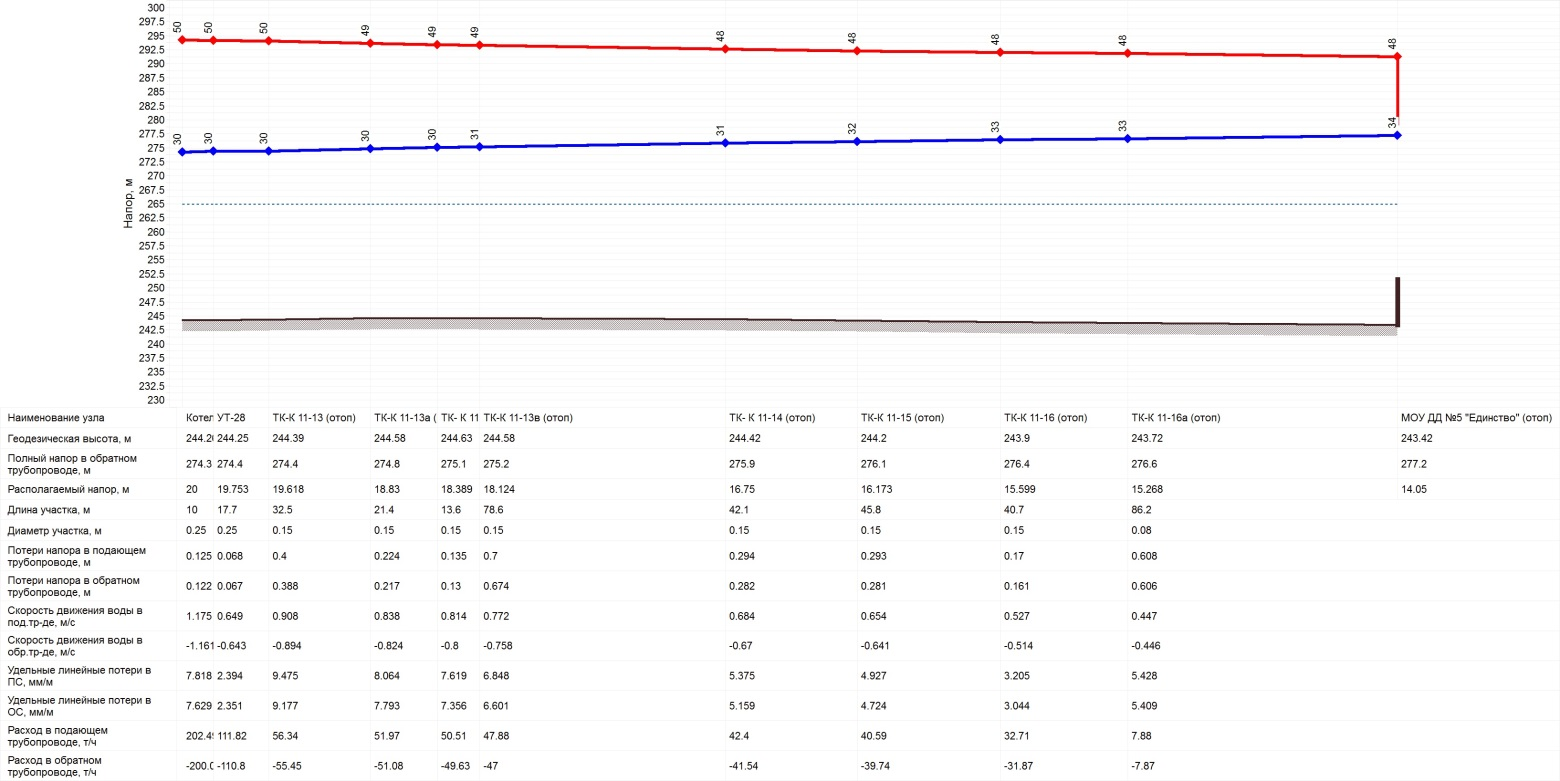 300
297.5
295
292.5
290
287.5
285
282.5
280
277.5
275
272.5
270
267.5
265
262.5
260
257.5
255
252.5
250
247.5
245
242.5
240
237.5
235
232.5
230
Напор, м
50 50 50 49 49 49 48 48 48 48 48
30 30 30 30 30 31 31 32 33 33 34
Наименование узла Котел УТ-28 ТК-К 11-13 (отоп) ТК-К 11-13а ( ТК- К 11 ТК-К 11-13в (отоп) ТК- К 11-14 (отоп) ТК-К 11-15 (отоп) ТК-К 11-16 (отоп) ТК-К 11-16а (отоп) МОУ ДД №5 "Единство" (отоп)
Геодезическая высота, м 244.26 244.25 244.39 244.58 244.63 244.58 244.42 244.2 243.9 243.72 243.42
Полный напор в обратном
трубопроводе, м 274.3 274.4 274.4 274.8 275.1 275.2 275.9 276.1 276.4 276.6 277.2
Располагаемый напор, м 20 19.753 19.618 18.83 18.389 18.124 16.75 16.173 15.599 15.268 14.05
Длина участка, м 10 17.7 32.5 21.4 13.6 78.6 42.1 45.8 40.7 86.2
Диаметр участка, м 0.25 0.25 0.15 0.15 0.15 0.15 0.15 0.15 0.15 0.08
Потери напора в подающем
трубопроводе, м 0.125 0.068 0.4 0.224 0.135 0.7 0.294 0.293 0.17 0.608
Потери напора в обратном
трубопроводе, м 0.122 0.067 0.388 0.217 0.13 0.674 0.282 0.281 0.161 0.606
Скорость движения воды в
под.тр-де, м/с 1.175 0.649 0.908 0.838 0.814 0.772 0.684 0.654 0.527 0.447
Скорость движения воды в
обр.тр-де, м/с -1.161 -0.643 -0.894 -0.824 -0.8 -0.758 -0.67 -0.641 -0.514 -0.446
Удельные линейные потери в
ПС, мм/м 7.818 2.394 9.475 8.064 7.619 6.848 5.375 4.927 3.205 5.428
Удельные линейные потери в
ОС, мм/м 7.629 2.351 9.177 7.793 7.356 6.601 5.159 4.724 3.044 5.409
Расход в подающем
трубопроводе, т/ч 111.82 56.34 51.97 50.51 47.88 42.4 40.59 32.71 7.88
Расход в обратном
трубопроводе, т/ч -110.8 -55.45 -51.08 -49.63 -47 -41.54 -39.74 -31.87 -7.87